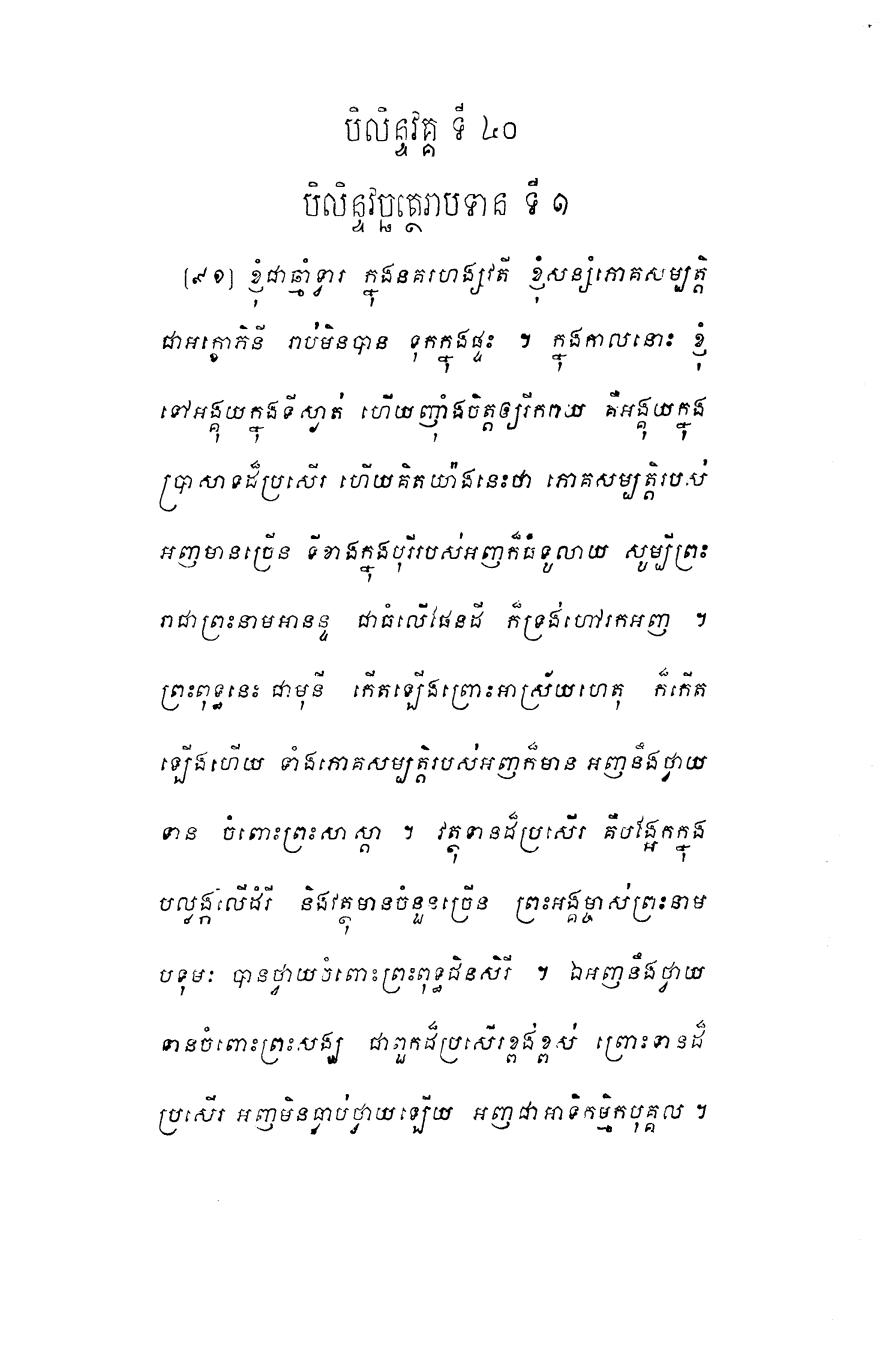 បិលិន្ទវគ្គ ទី ៤០
បិលិន្ទវច្ឆត្ថេរាបទាន ទី ១
[៩១] ខ្ញុំជាឆ្មាំទ្វារ ក្នុងនគរហង្សវតី ខ្ញុំសន្សំភោគសម្បត្តិ
ជាអក្ខោភិនី រាប់មិនបាន ទុកក្នុងផ្ទះ ។ ក្នុងកាលនោះ ខ្ញុំ
ទៅអង្គុយក្នុងទីស្ងាត់ ហើយញ៉ាំងចិត្តឲ្យរីករាយ គឺអង្គុយក្នុង
ប្រាសាទដ៏ប្រសើរ ហើយគិតយ៉ាងនេះថា ភោគសម្បត្តិរបស់
អញមានច្រើន ទីខាងក្នុងបុរីរបស់អញក៏ធំទូលាយ សូម្បីព្រះ
រាជាព្រះនាមអានន្ទ ជាធំលើផែនដី ក៏ទ្រង់ហៅរកអញ ។
ព្រះពុទ្ធនេះ ជាមុនី កើតឡើងព្រោះអាស្រ័យហេតុ ក៏កើត
ឡើងហើយ ទាំងភោគសម្បត្តិរបស់អញក៏មាន អញនឹងថ្វាយ
ទាន ចំពោះព្រះសាស្តា ។ វត្ថុទានដ៏ប្រសើរ គឺបង្អែកក្នុង
បល្ល័ង្កលើដំរី និងវត្ថុមានចំនួនច្រើន ព្រះអង្គម្ចាស់ព្រះនាម
បទុមៈ បានថ្វាយចំពោះព្រះពុទ្ធជិនសិរី ។ ឯអញនឹងថ្វាយ
ទានចំពោះព្រះសង្ឃ ជាពួកដ៏ប្រសើរខ្ពង់ខ្ពស់ ព្រោះទានដ៏
ប្រសើរ អញមិនធ្លាប់ថ្វាយឡើយ អញជាអាទិកម្មិកបុគ្គល ។